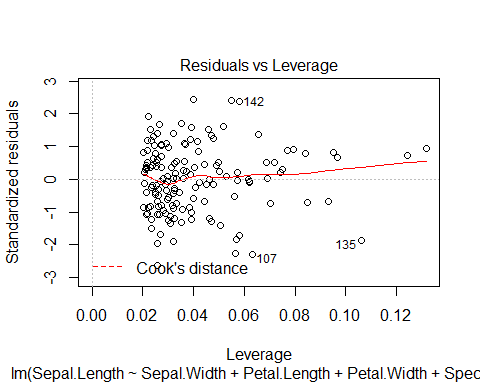 Residuals vs Leverage
Standardized residuals
3
2
1
0
-1
-2
-3
142
135
107
Cook's distance
0.00 0.02 0.04 0.06 0.08 0.10 0.12
Leverage
lm(Sepal.Length ~ Sepal.Width + Petal.Length + Petal.Width + Spec